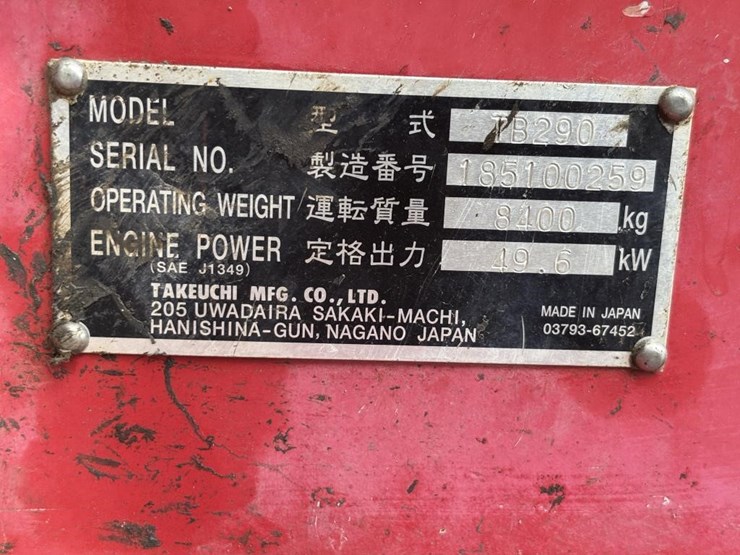 MODEL 型 式 TB290
SERIAL NO. 製造番号 185100259
OPERATING WEIGHT 運転質量 8400 kg
ENGINE POWER 定格出力 49.6 kW
(SAE J1349)
TAKEUCHI MFG. CO., LTD.
205 UWADAIRA SAKAKI-MACHI, MADE IN JAPAN
HANISHINA-GUN, NAGANO JAPAN 03793-67452